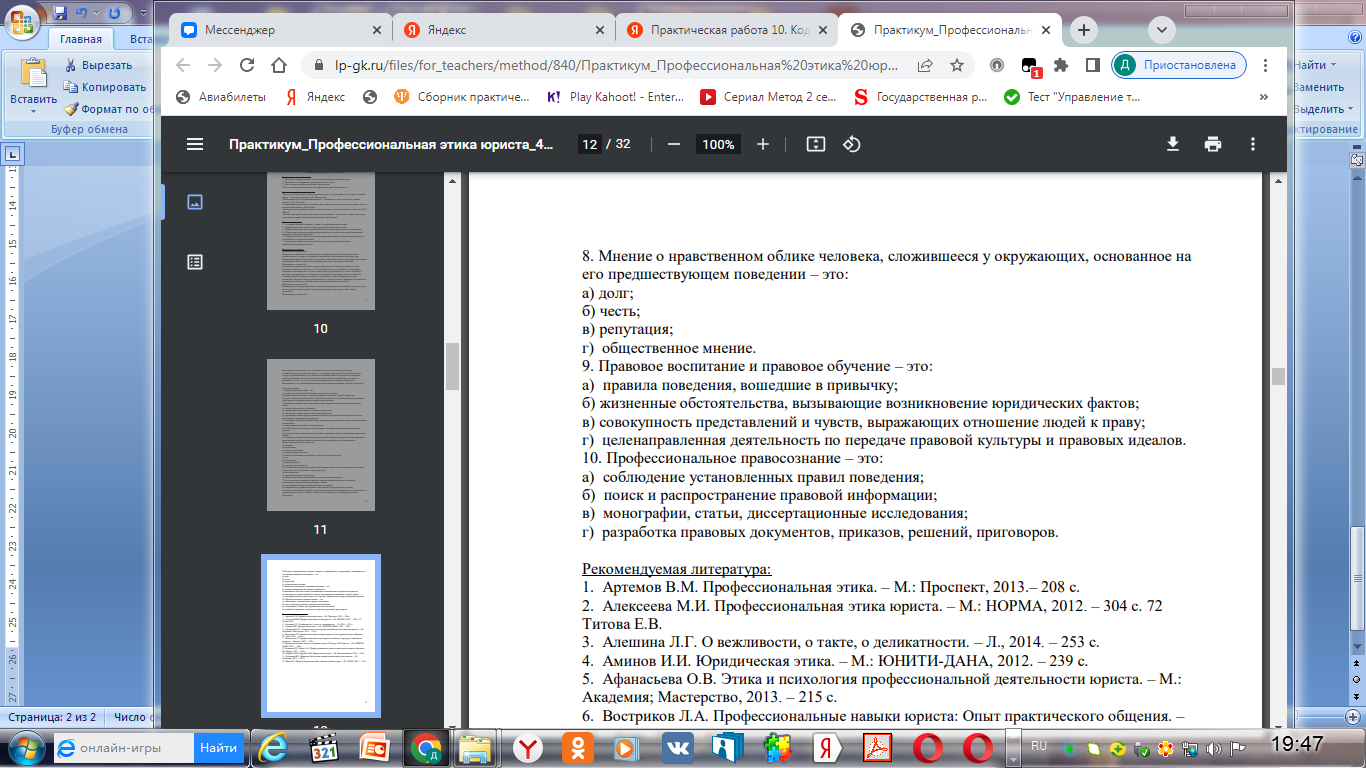 Главная
Вста
Вырезать
Копировать
Формат по об
Вставить
Буфер обмена
Найти
Заменить
Выделить
ктирование
Мессенджер
Яндекс
Практическая работа 10. Код
Практикум_Профессиональн
lp-gk.ru/files/for_teachers/method/840/Практикум_Профессиональная%20этика%20юр...
1
Д Приостановлена
Авиабилеты
Яндекс
Сборник практиче...
Play Kahoot! - Enter...
Сериал Метод 2 се...
Государственная р...
Тест "Управление т...
»
Практикум_Профессиональная этика юриста_4...
12 / 32
100%
10
11
8. Мнение о нравственном облике человека, сложившееся у окружающих, основанное на
его предшествующем поведении – это:
а) долг;
б) честь;
в) репутация;
г) общественное мнение.
9. Правовое воспитание и правовое обучение – это:
а) правила поведения, вошедшие в привычку;
б) жизненные обстоятельства, вызывающие возникновение юридических фактов;
в) совокупность представлений и чувств, выражающих отношение людей к праву;
г) целенаправленная деятельность по передаче правовой культуры и правовых идеалов.
10. Профессиональное правосознание – это:
а) соблюдение установленных правил поведения;
б) поиск и распространение правовой информации;
в) монографии, статьи, диссертационные исследования;
г) разработка правовых документов, приказов, решений, приговоров.
Рекомендуемая литература:
1. Артемов В.М. Профессиональная этика. – М.: Проспект, 2013.– 208 с.
2. Алексеева М.И. Профессиональная этика юриста. – М.: НОРМА, 2012. – 304 с. 72
Титова Е.В.
3. Алешина Л.Г. О вежливости, о такте, о деликатности. – Л., 2014. – 253 с.
4. Аминов И.И. Юридическая этика. – М.: ЮНИТИ-ДАНА, 2012. – 239 с.
5. Афанасьева О.В. Этика и психология профессиональной деятельности юриста. – М.:
Академия; Мастерство, 2013. – 215 с.
6. Востриков Л.А. Профессиональные навыки юриста: Опыт практического общения. –
Страница: 2 из 2
Число с
онлайн-игры
Найти
321
RU
19:47